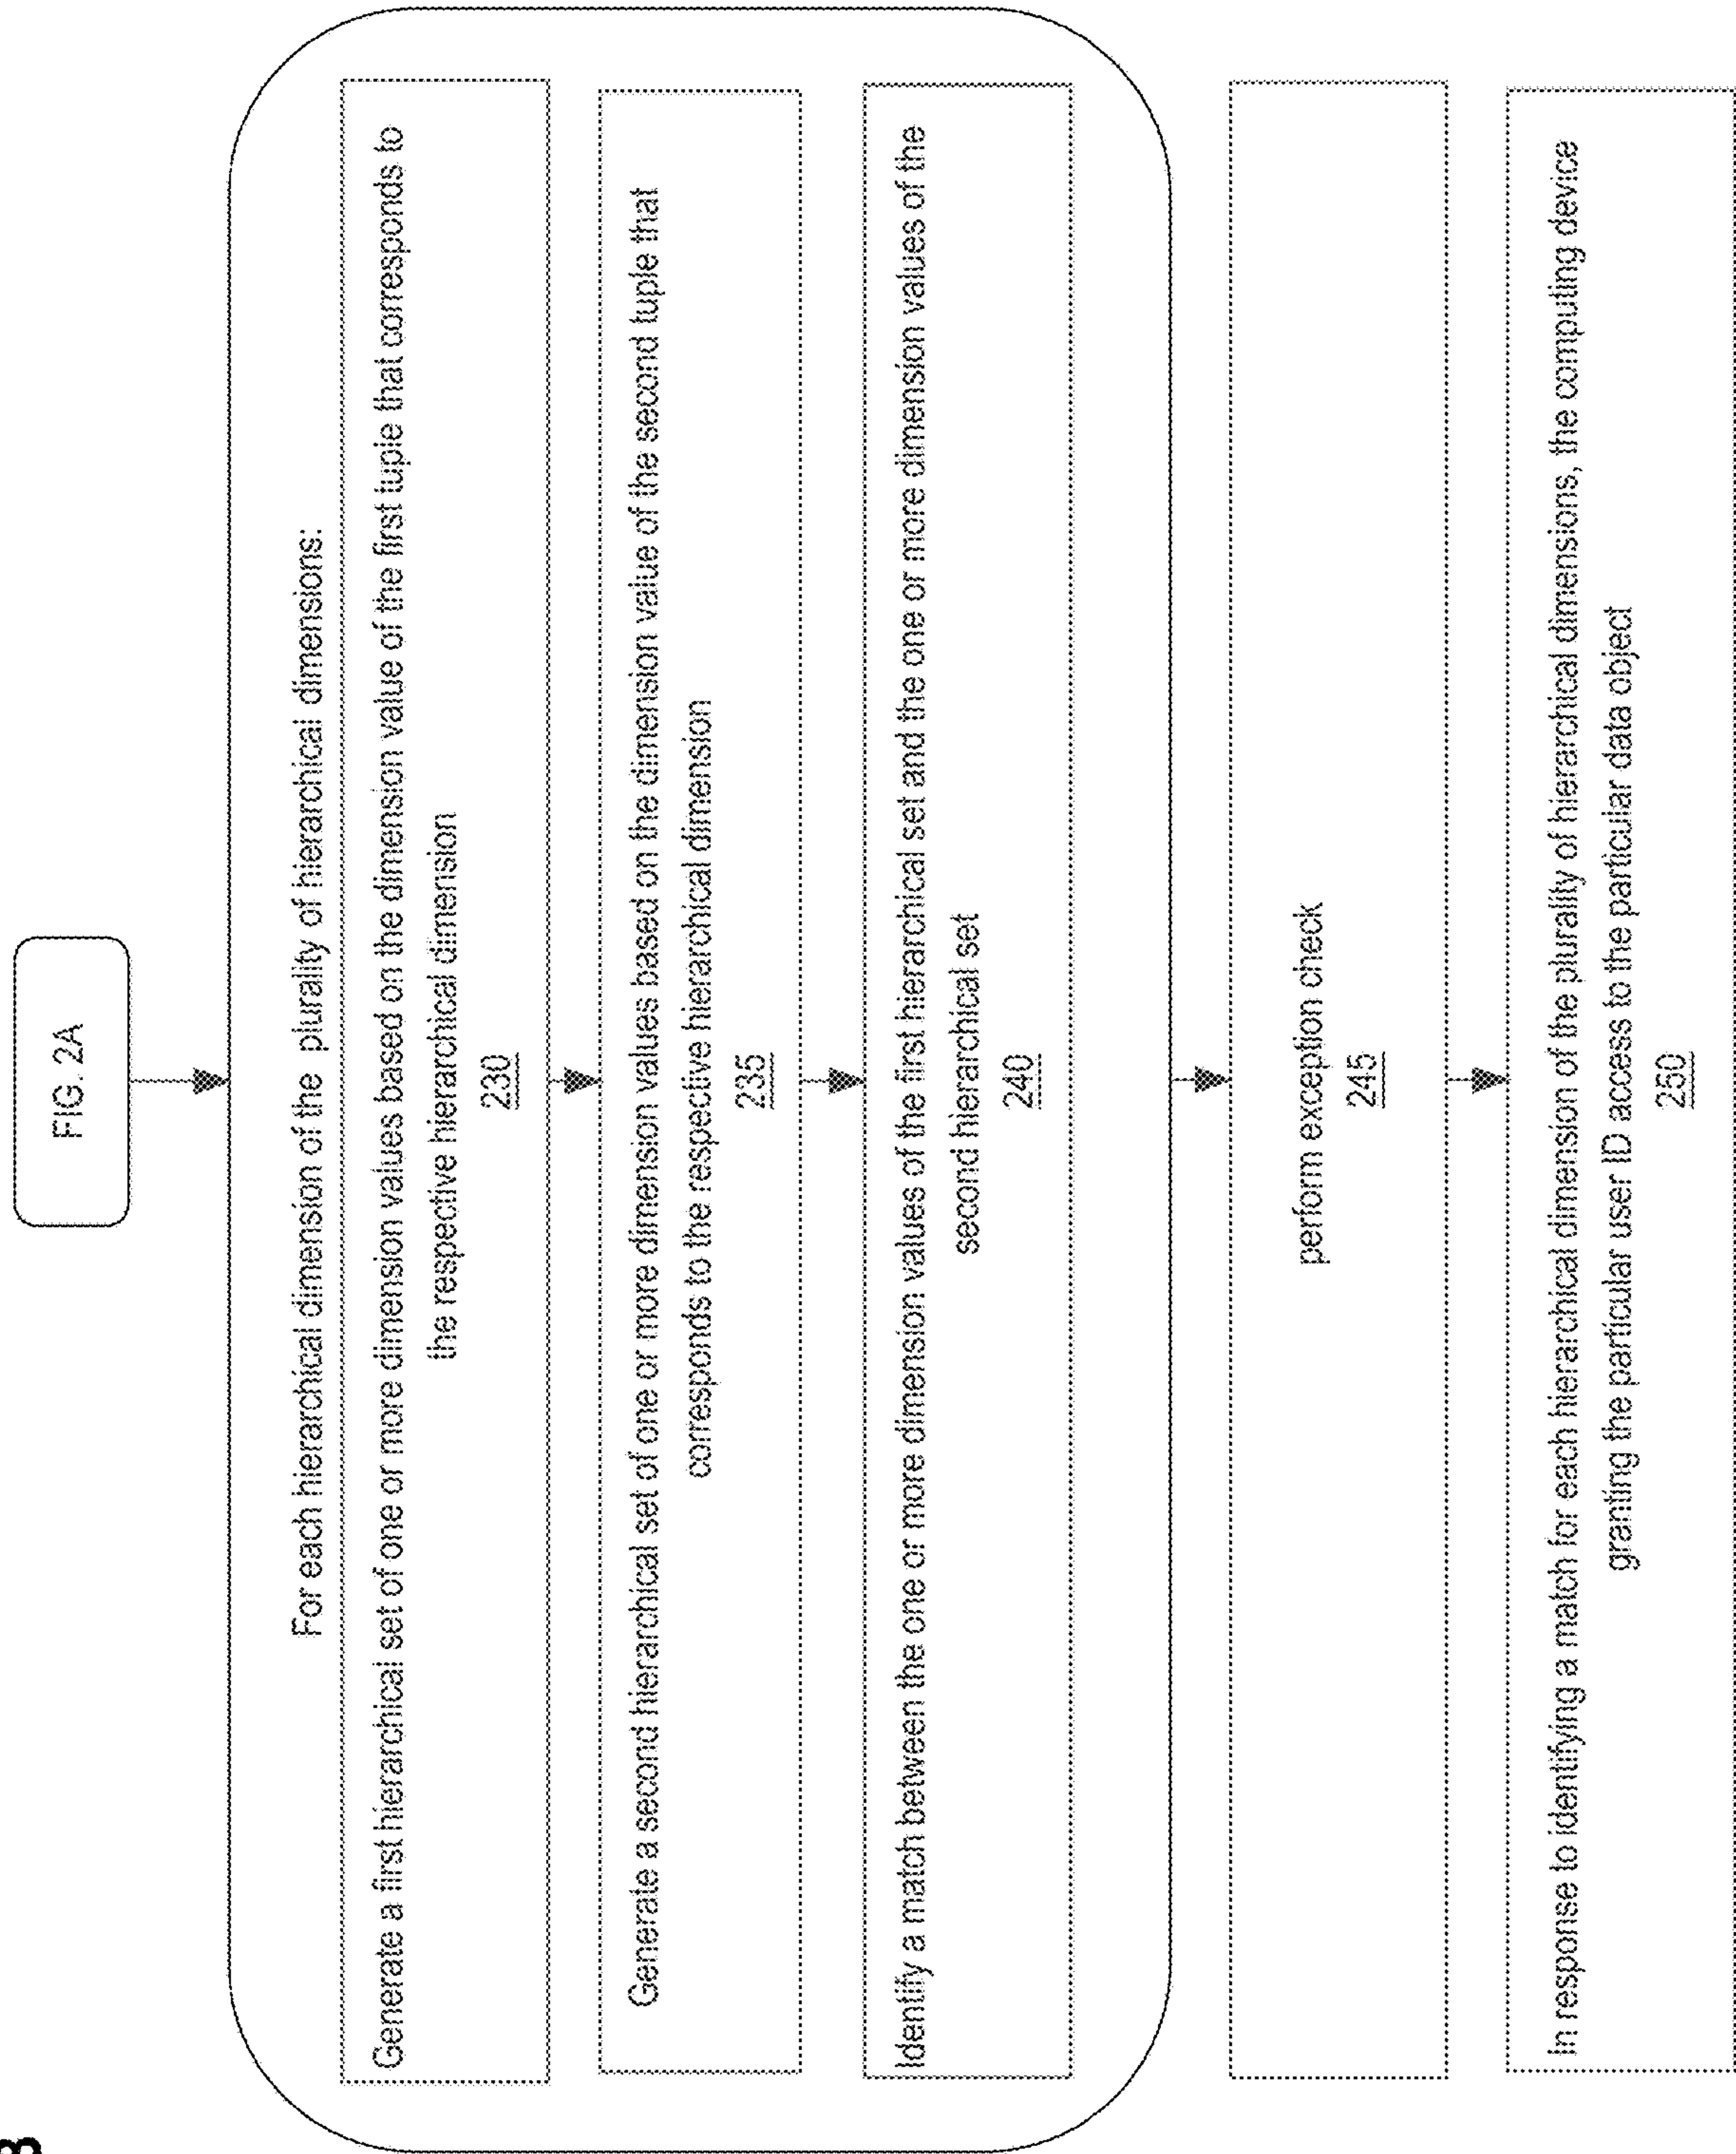 FIG. 2A
For each hierarchical dimension of the plurality of hierarchical dimensions:
Generate a first hierarchical set of one or more dimension values based on the dimension value of the first tuple that corresponds to
the respective hierarchical dimension
230
Generate a second hierarchical set of one or more dimension values based on the dimension value of the second tuple that
corresponds to the respective hierarchical dimension
235
Identify a match between the one or more dimension values of the first hierarchical set and the one or more dimension values of the
second hierarchical set
240
perform exception check
245
In response to identifying a match for each hierarchical dimension of the plurality of hierarchical dimensions, the computing device
granting the particular user ID access to the particular data object
250